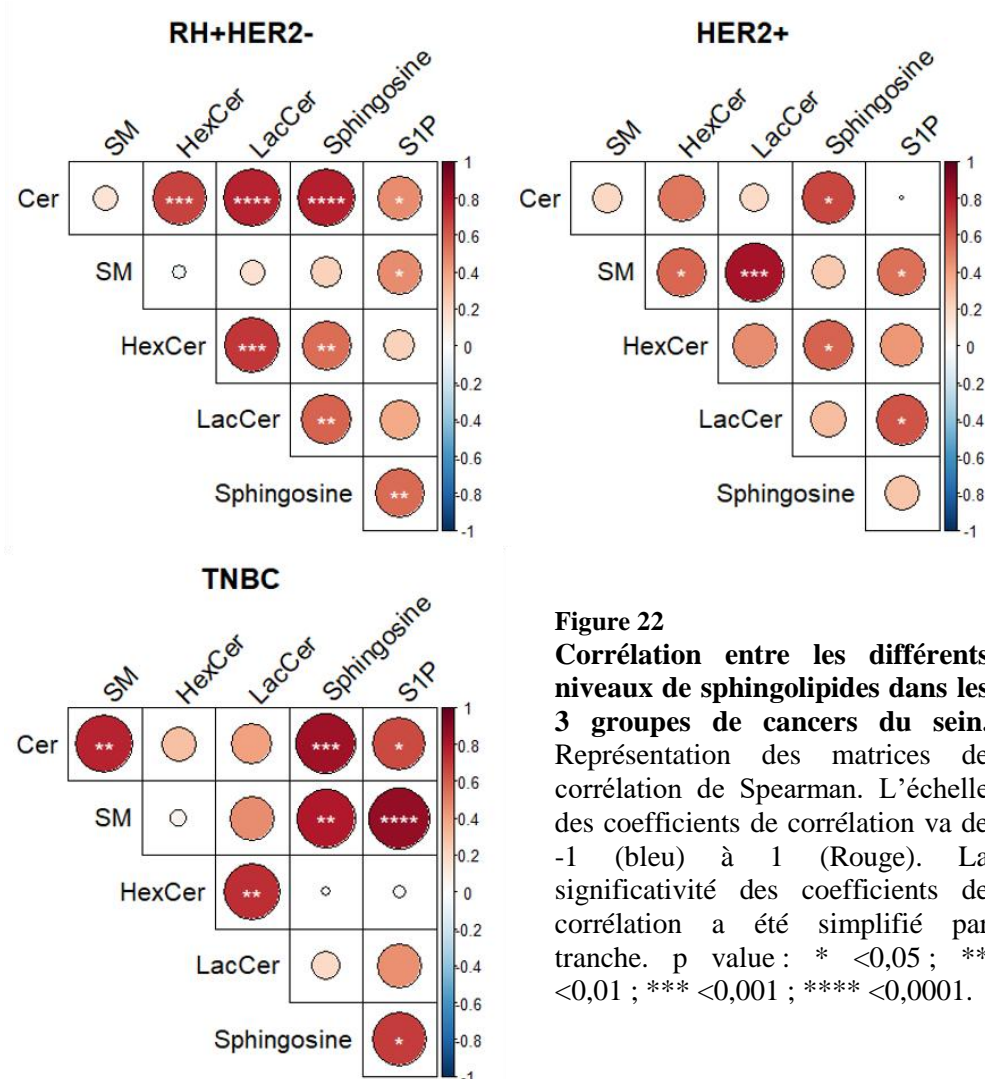 RH+HER2-
SM HexCer LacCer Sphingosine S1P
1
Cer *** **** **** *
0.8
0.6
SM *
0.4
0.2
HexCer *** **
0
-0.2
LacCer **
-0.4
-0.6
Sphingosine **
-0.8
-1
HER2+
SM HexCer LacCer Sphingosine S1P
1
Cer *
0.8
0.6
SM * *** *
0.4
0.2
HexCer *
0
-0.2
LacCer *
-0.4
-0.6
Sphingosine
-0.8
-1
TNBC
SM HexCer LacCer Sphingosine S1P
1
Cer ** *** *
0.8
0.6
SM ** ****
0.4
0.2
HexCer **
0
-0.2
LacCer
-0.4
-0.6
Sphingosine *
-0.8
-1
Figure 22
Corrélation entre les différents
niveaux de sphingolipides dans les
3 groupes de cancers du sein.
Représentation des matrices de
corrélation de Spearman. L’échelle
des coefficients de corrélation va de
-1 (bleu) à 1 (Rouge). La
significativité des coefficients de
corrélation a été simplifié par
tranche. p value : * <0,05 ; **
<0,01 ; *** <0,001 ; **** <0,0001.